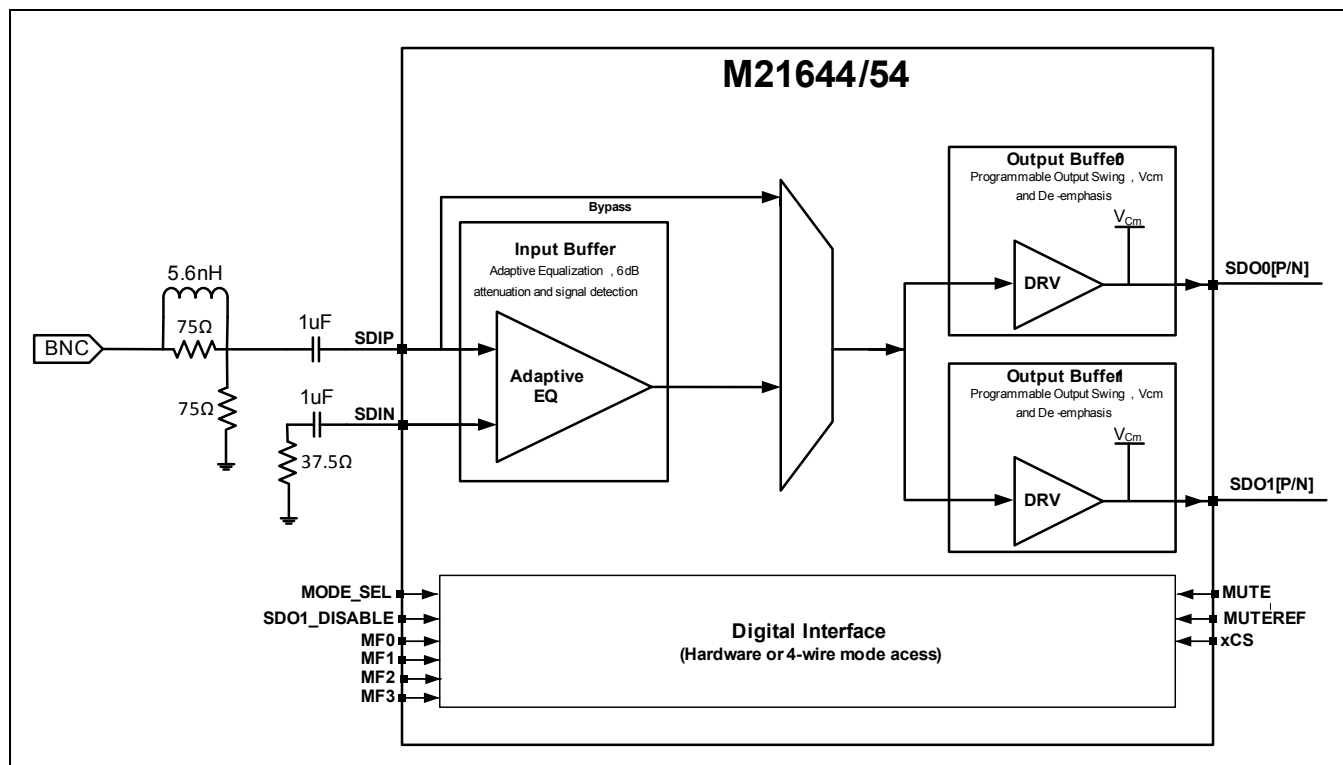 M21644/54
Output Buffer0
Programmable Output Swing , Vcm
and De -emphasis
VCm
DRV
SDO0[P/N]
Bypass
Input Buffer
Adaptive Equalization , 6dB
attenuation and signal detection
Adaptive
EQ
5.6nH
75Ω
BNC
1uF
SDIP
75Ω
1uF
SDIN
37.5Ω
Output Buffer1
Programmable Output Swing , Vcm
and De -emphasis
VCm
DRV
SDO1[P/N]
MODE_SEL
SDO1_DISABLE
MF0
MF1
MF2
MF3
Digital Interface
(Hardware or 4-wire mode acess)
MUTE
MUTEREF
xCS